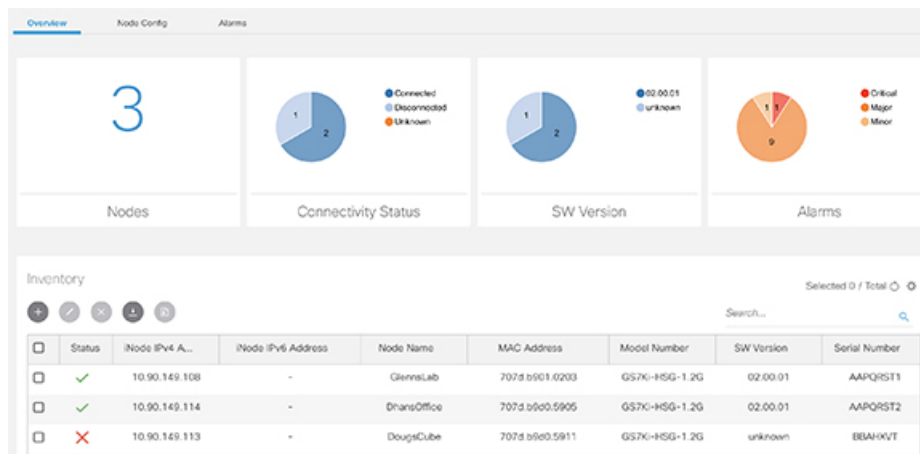 Overview Node Config Alarms
3
Nodes
1 2
Connected
Disconnected
Unknown
Connectivity Status
1 2
02.00.01
unknown
SW Version
1 1
9
Critical
Major
Minor
Alarms
Inventory
Selected 0 / Total
Search...
Status iNode IPv4 A... iNode IPv6 Address Node Name MAC Address Model Number SW Version Serial Number
10.90.149.108 - GlennsLab 707d.b901.0203 GS7Ki-HSG-1.2G 02.00.01 AAPQRST1
10.90.149.114 - DhansOffice 707d.b9d0.5905 GS7Ki-HSG-1.2G 02.00.01 AAPQRST2
10.90.149.113 - DougsCube 707d.b9d0.5911 GS7Ki-HSG-1.2G unknown BBAHXVT